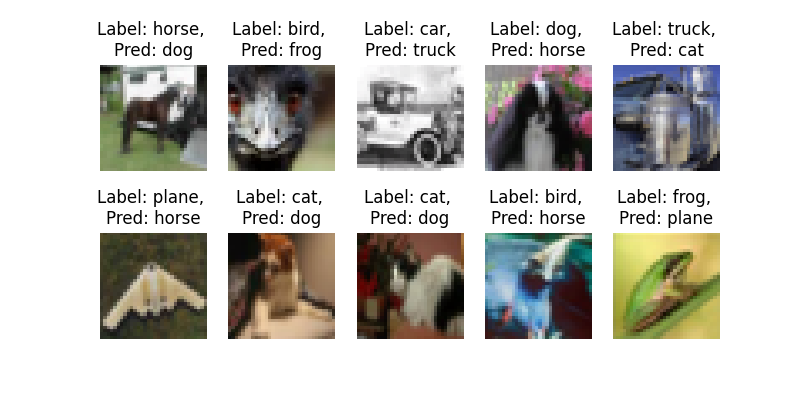 Label: horse,
Pred: dog
Label: bird,
Pred: frog
Label: car,
Pred: truck
Label: dog,
Pred: horse
Label: truck,
Pred: cat
Label: plane,
Pred: horse
Label: cat,
Pred: dog
Label: cat,
Pred: dog
Label: bird,
Pred: horse
Label: frog,
Pred: plane